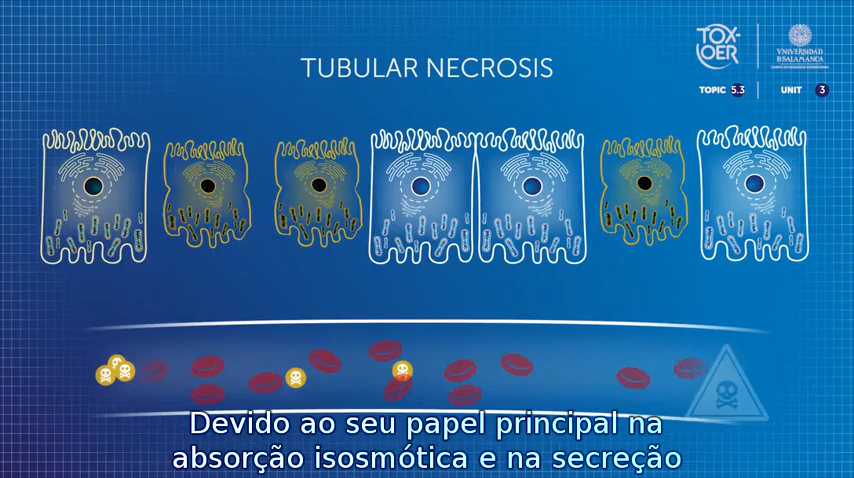 TOX-
OER
VNIVERSIDAD
D SALAMANCA
TOPIC 5.3 UNIT 3
TUBULAR NECROSIS
Devido ao seu papel principal na
absorção isosmótica e na secreção